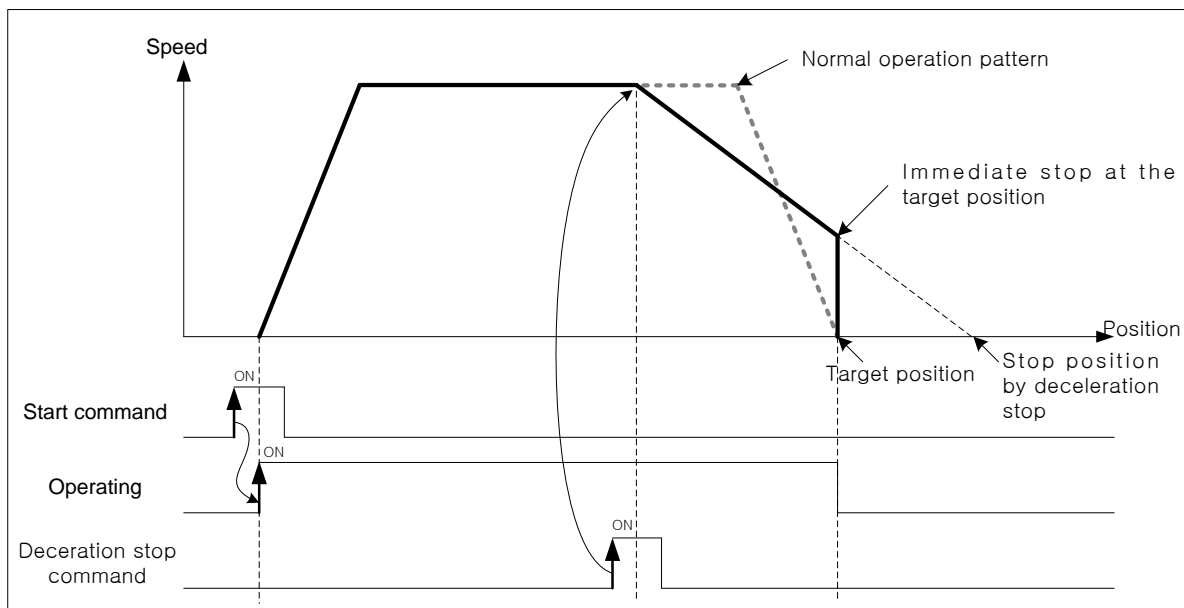 Speed
Normal operation pattern
Immediate stop at the
target position
Position
Target position
Stop position
by deceleration
stop
ON
Start command
ON
Operating
ON
Deceration stop
command